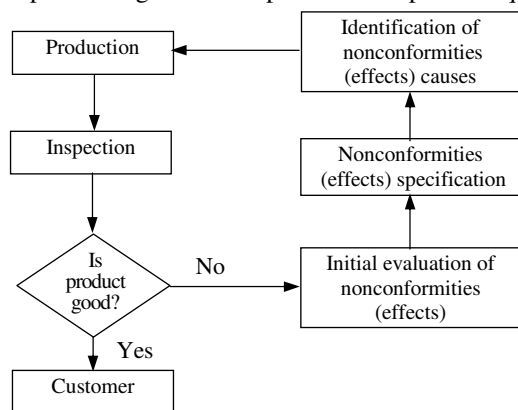 Production
Inspection
Is
product
good?
No
Yes
Customer
Identification of
nonconformities
(effects) causes
Nonconformities
(effects) specification
Initial evaluation of
nonconformities
(effects)